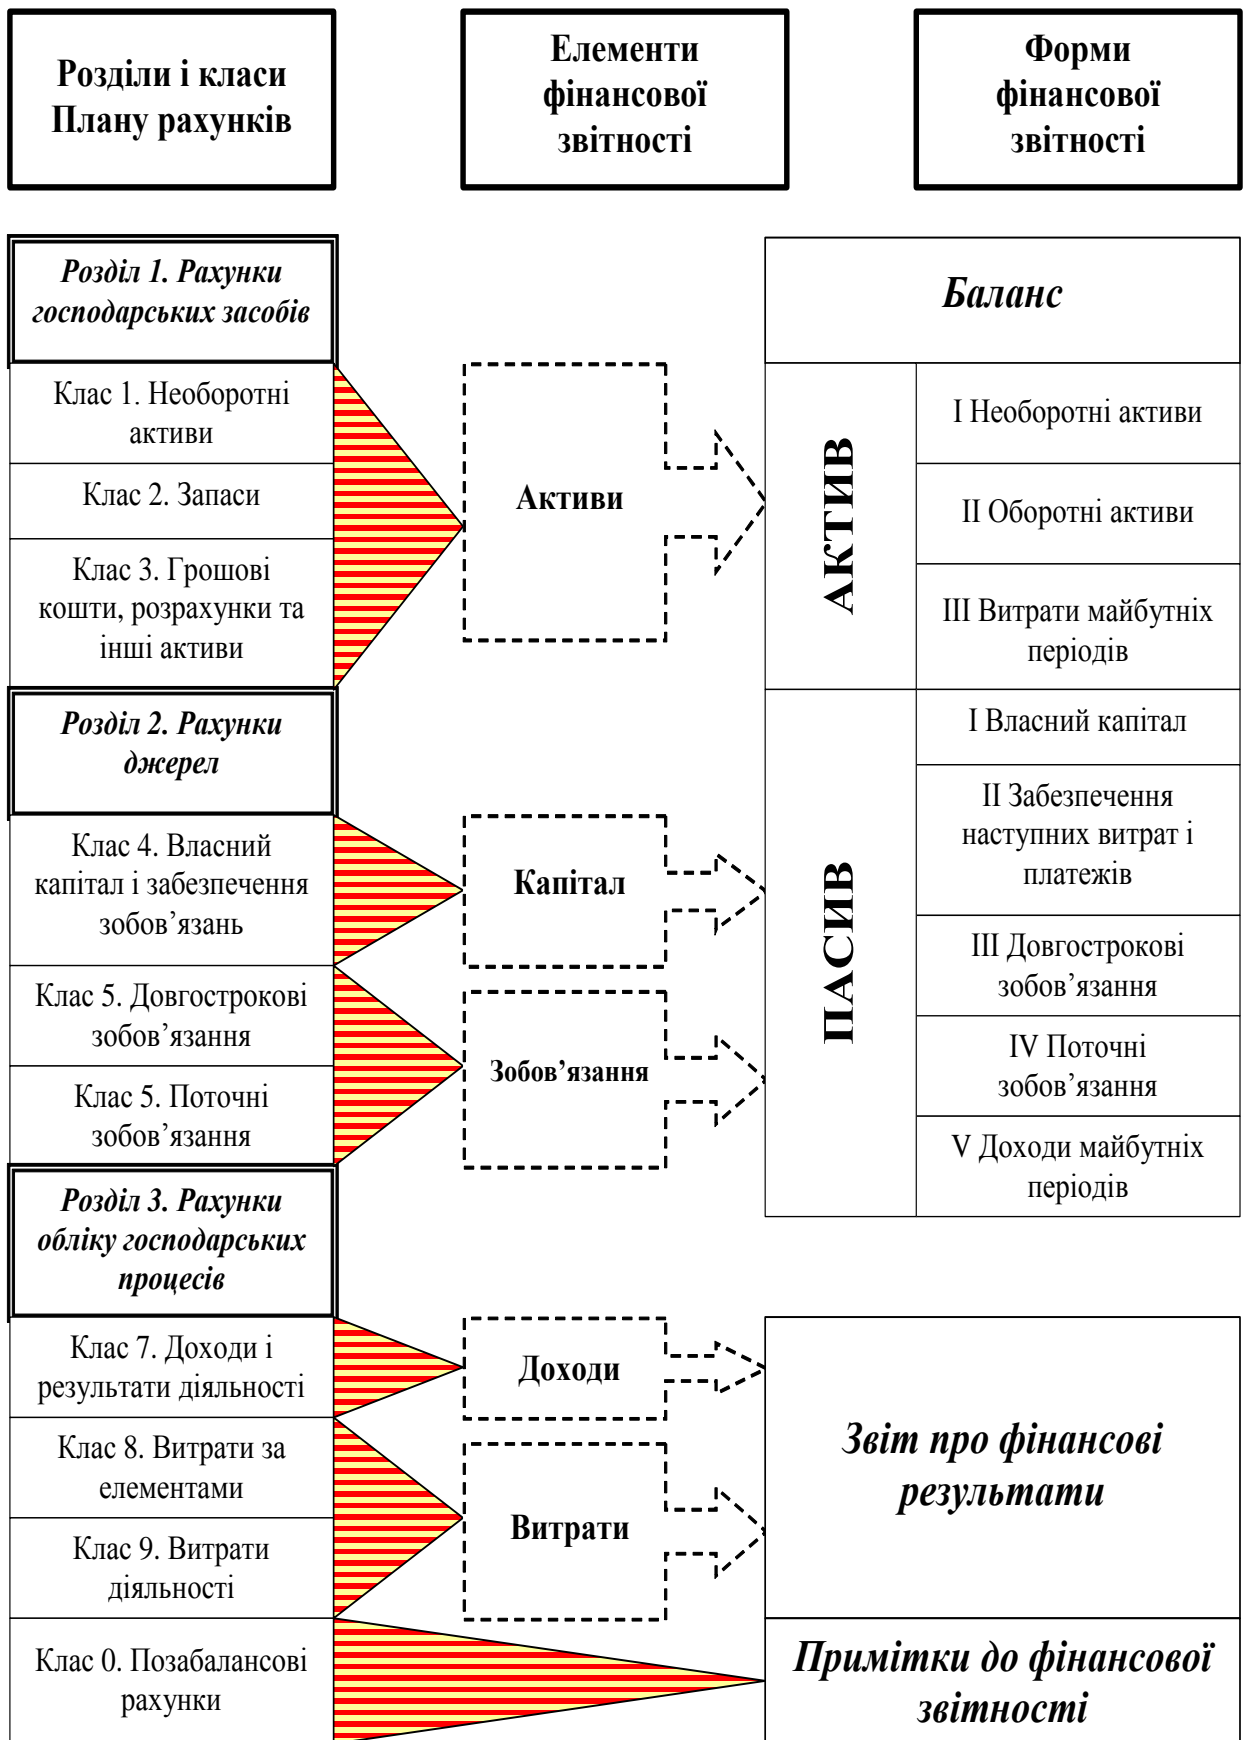 Розділи і класи
Плану рахунків
Елементи
фінансової
звітності
Форми
фінансової
звітності
Розділ 1. Рахунки
господарських засобів
Клас 1. Необоротні
активи
Клас 2. Запаси
Клас 3. Грошові
кошти, розрахунки та
інші активи
Розділ 2. Рахунки
джерел
Клас 4. Власний
капітал і забезпечення
зобов’язань
Клас 5. Довгострокові
зобов’язання
Клас 5. Поточні
зобов’язання
Розділ 3. Рахунки
обліку господарських
процесів
Клас 7. Доходи і
результати діяльності
Клас 8. Витрати за
елементами
Клас 9. Витрати
діяльності
Клас 0. Позабалансові
рахунки
Активи
Капітал
Зобов’язання
Доходи
Витрати
Баланс
АКТИВ
I Необоротні активи
II Оборотні активи
III Витрати майбутніх
періодів
ПАСИВ
I Власний капітал
II Забезпечення
наступних витрат і
платежів
III Довгострокові
зобов’язання
IV Поточні
зобов’язання
V Доходи майбутніх
періодів
Звіт про фінансові
результати
Примітки до фінансової
звітності